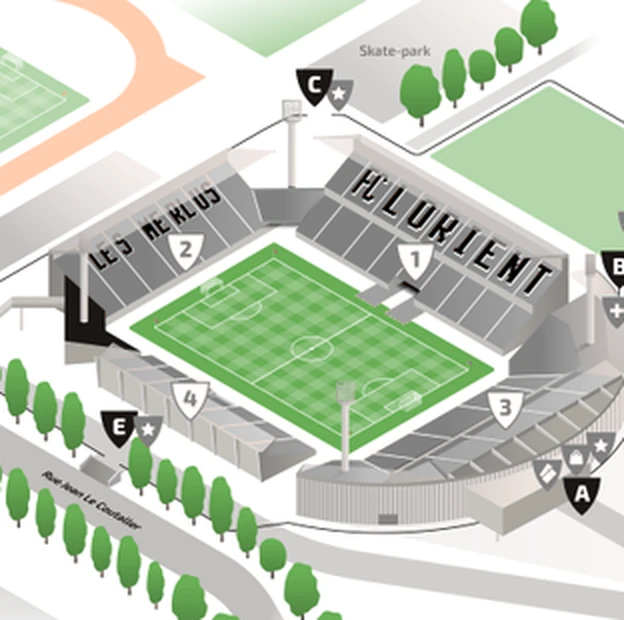 Skate-park
C
FC LORIENT
LES MERLUS
2
1
B
4
3
E
A
Rue Jean Le Coutaller